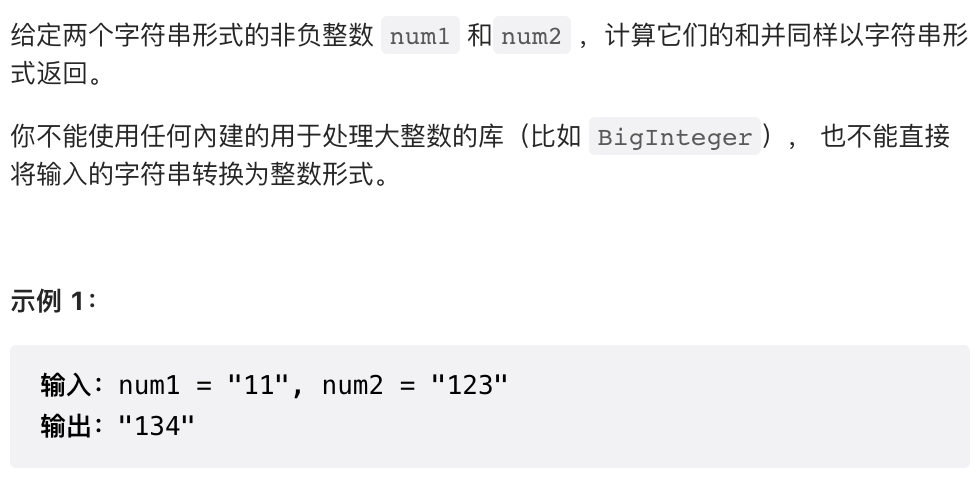 给定两个字符串形式的非负整数 num1 和num2 ，计算它们的和并同样以字符串形
式返回。
你不能使用任何內建的用于处理大整数的库（比如 BigInteger）， 也不能直接
将输入的字符串转换为整数形式。
示例 1：
输入：num1 = "11", num2 = "123"
输出："134"